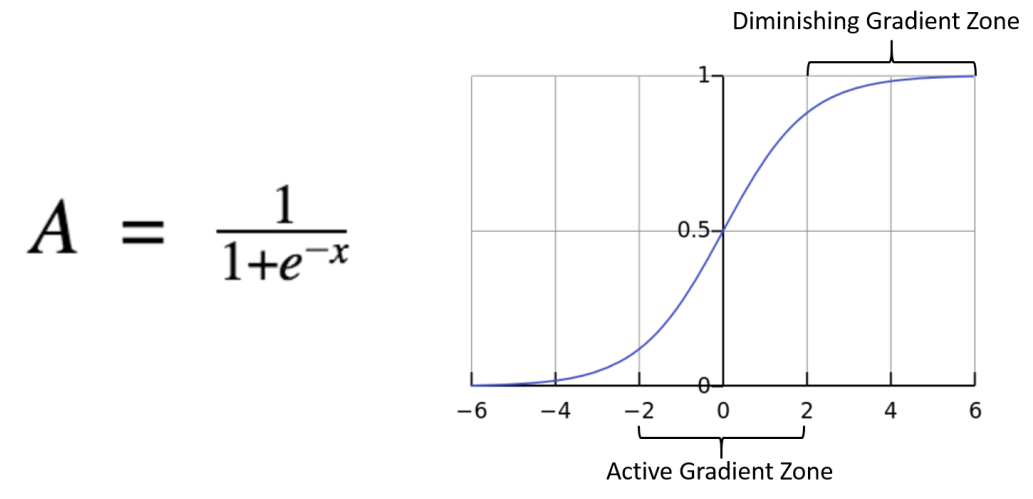 Diminishing Gradient Zone
A = 1 / 1+e^−x
1
0.5
0
−6 −4 −2 0 2 4 6
Active Gradient Zone